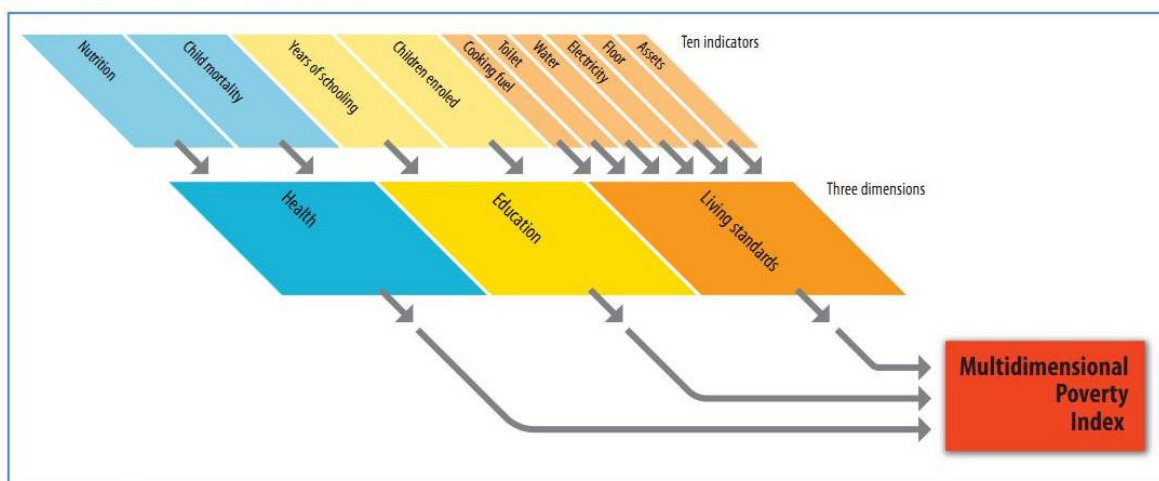 Nutrition
Child mortality
Years of schooling
Children enroled
Cooking fuel
Toilet
Water
Electricity
Floor
Assets
Ten indicators
Health
Education
Living standards
Three dimensions
Multidimensional
Poverty
Index